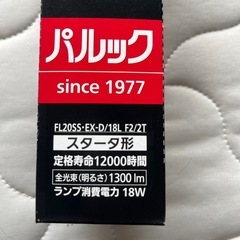 パルック
since 1977
FL20SS・EX-D/18L F2/2T
スタータ形
定格寿命12000時間
全光束(明るさ) 1300 lm
ランプ消費電力 18W